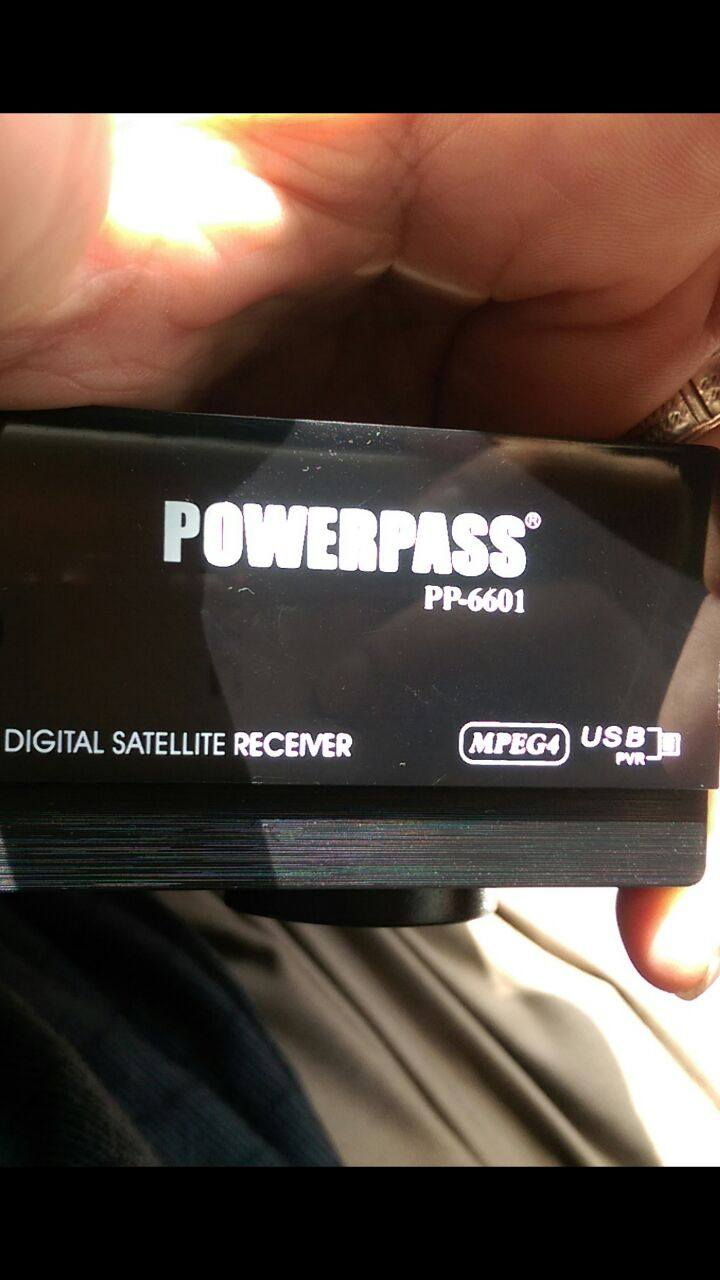 POWERPASS®
PP-6601
DIGITAL SATELLITE RECEIVER
MPEG4
USB
PVR